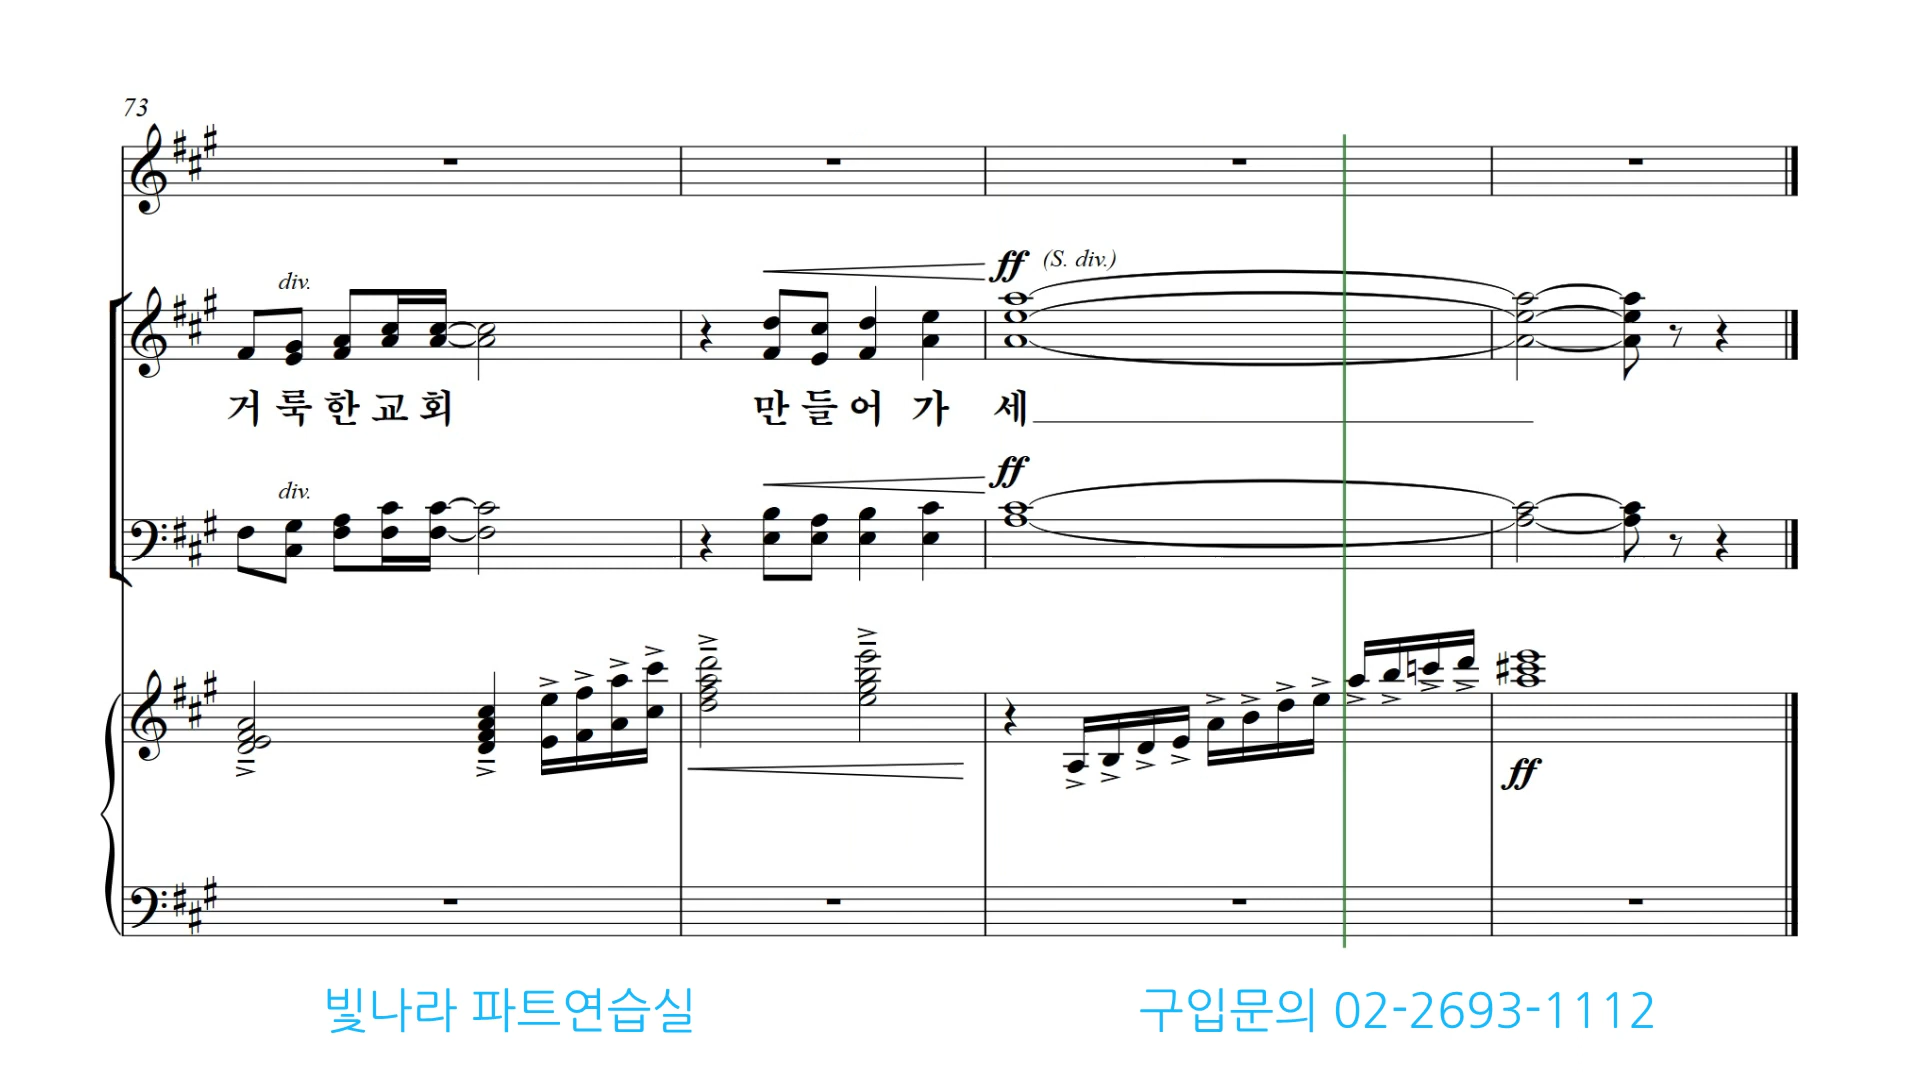 73
ff (S. div.)
div.
거룩한교회 만들어 가 세
ff
div.
ff
빛나라 파트연습실 구입문의 02-2693-1112